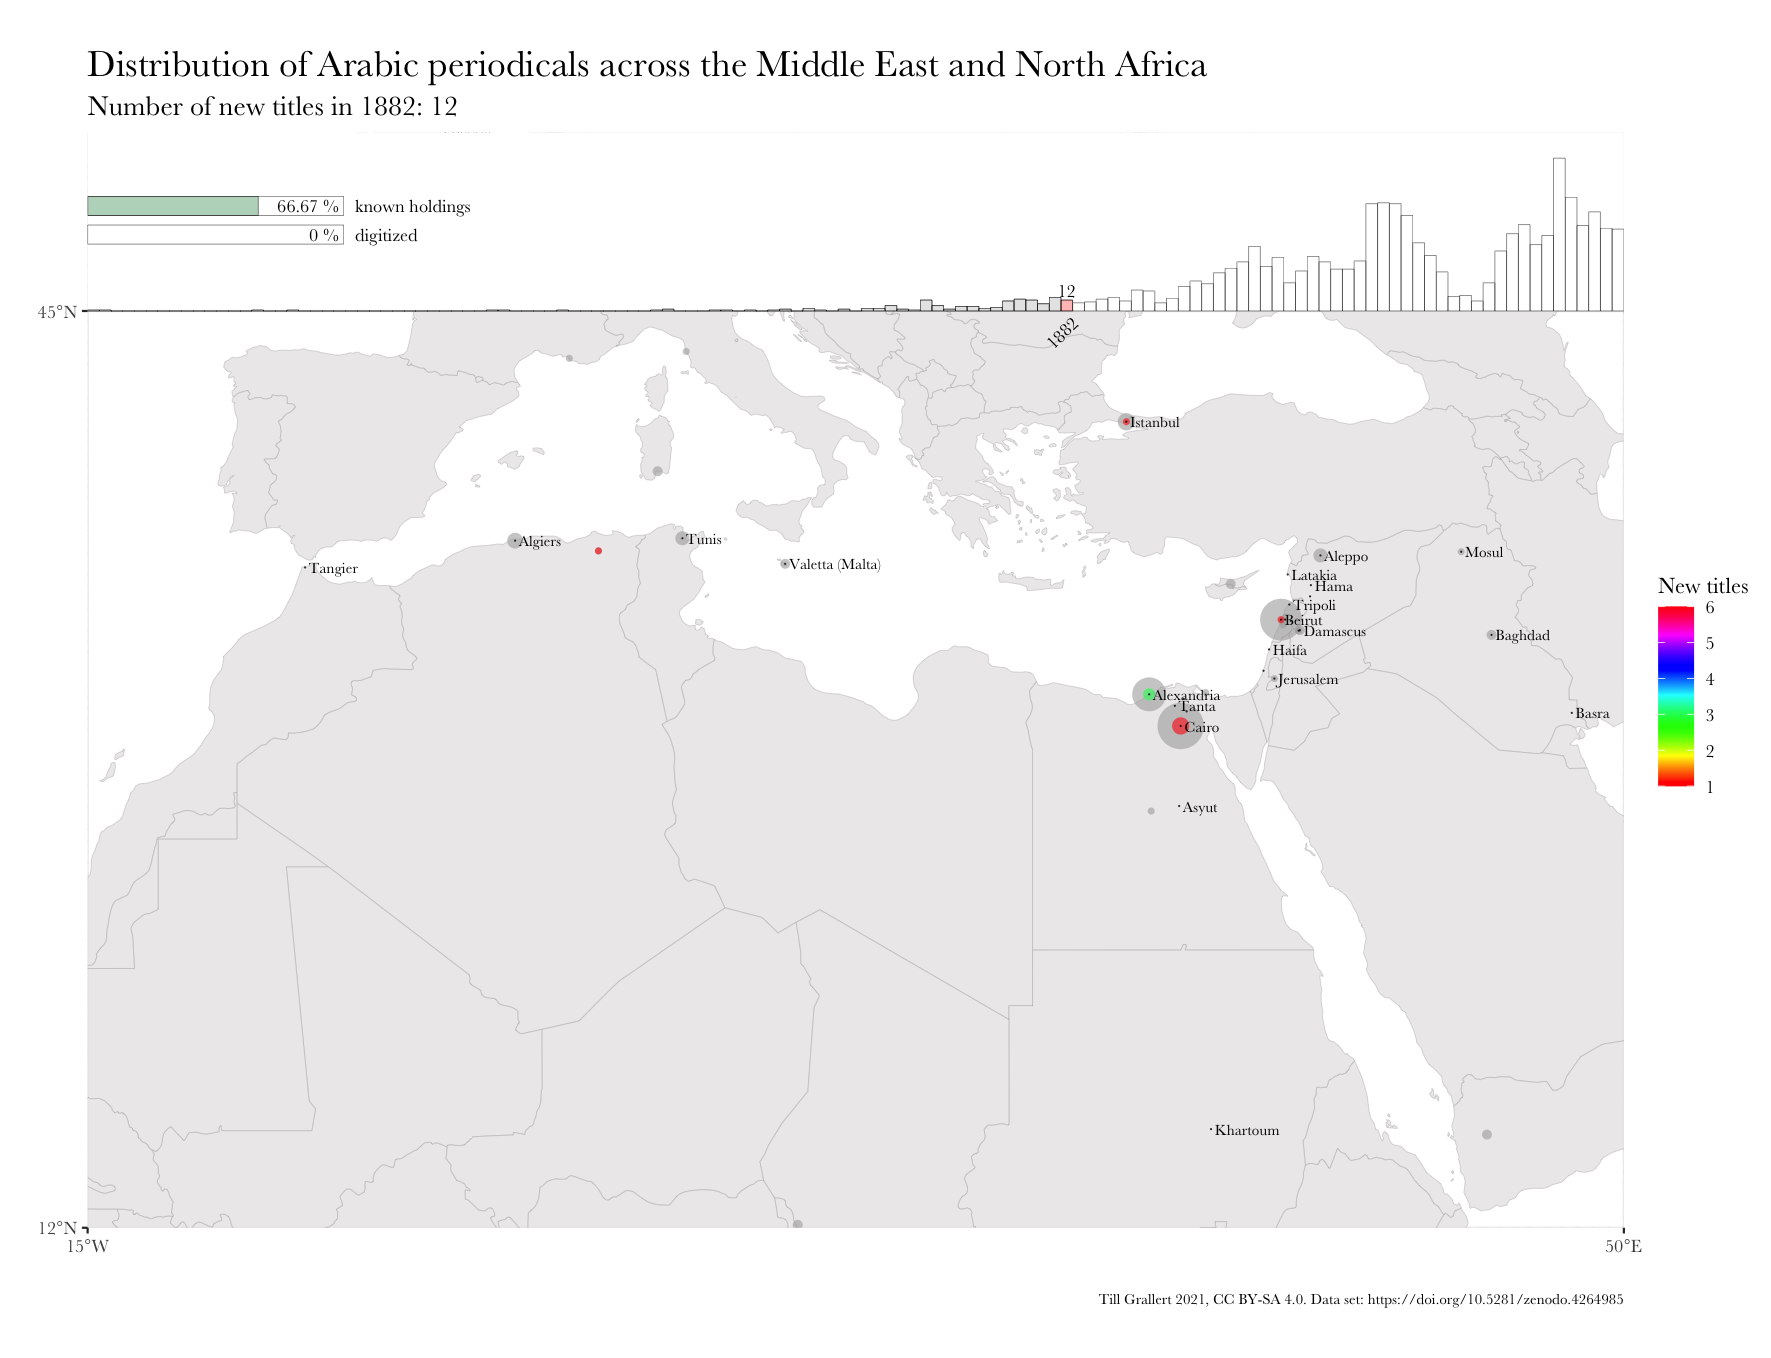 Distribution of Arabic periodicals across the Middle East and North Africa
Number of new titles in 1882: 12
66.67 % known holdings
0 % digitized
12
45°N
1882
Istanbul
Algiers
Tunis
Aleppo
Mosul
Valetta (Malta)
Tangier
Latakia
Hama
New titles
Tripoli
6
Beirut
Damascus
Baghdad
5
Haifa
4
Jerusalem
Alexandria
Tanta
Basra
3
Cairo
2
1
Asyut
Khartoum
12°N
15°W
50°E
Till Grallert 2021, CC BY-SA 4.0. Data set: https://doi.org/10.5281/zenodo.4264985